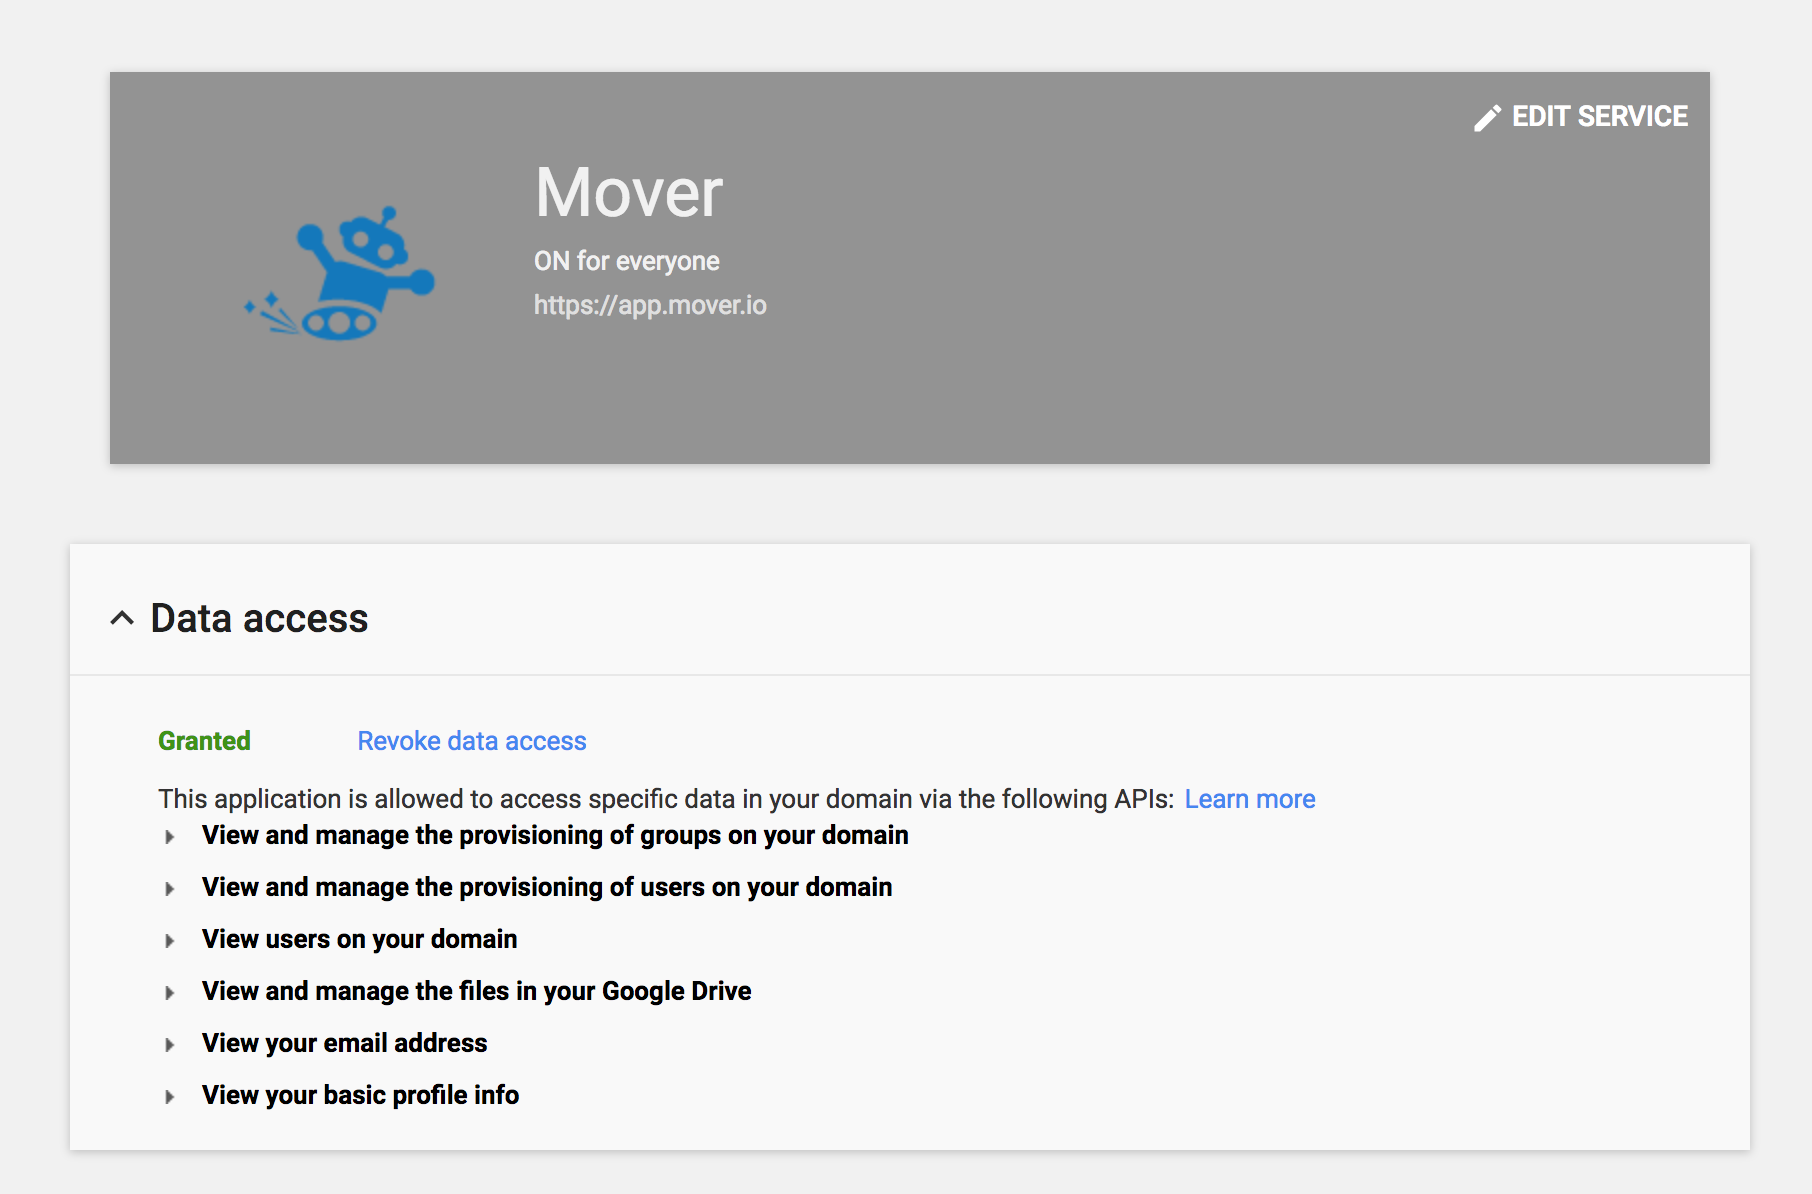 EDIT SERVICE
Mover
ON for everyone
https://app.mover.io
Data access
Granted Revoke data access
This application is allowed to access specific data in your domain via the following APIs: Learn more
View and manage the provisioning of groups on your domain
View and manage the provisioning of users on your domain
View users on your domain
View and manage the files in your Google Drive
View your email address
View your basic profile info